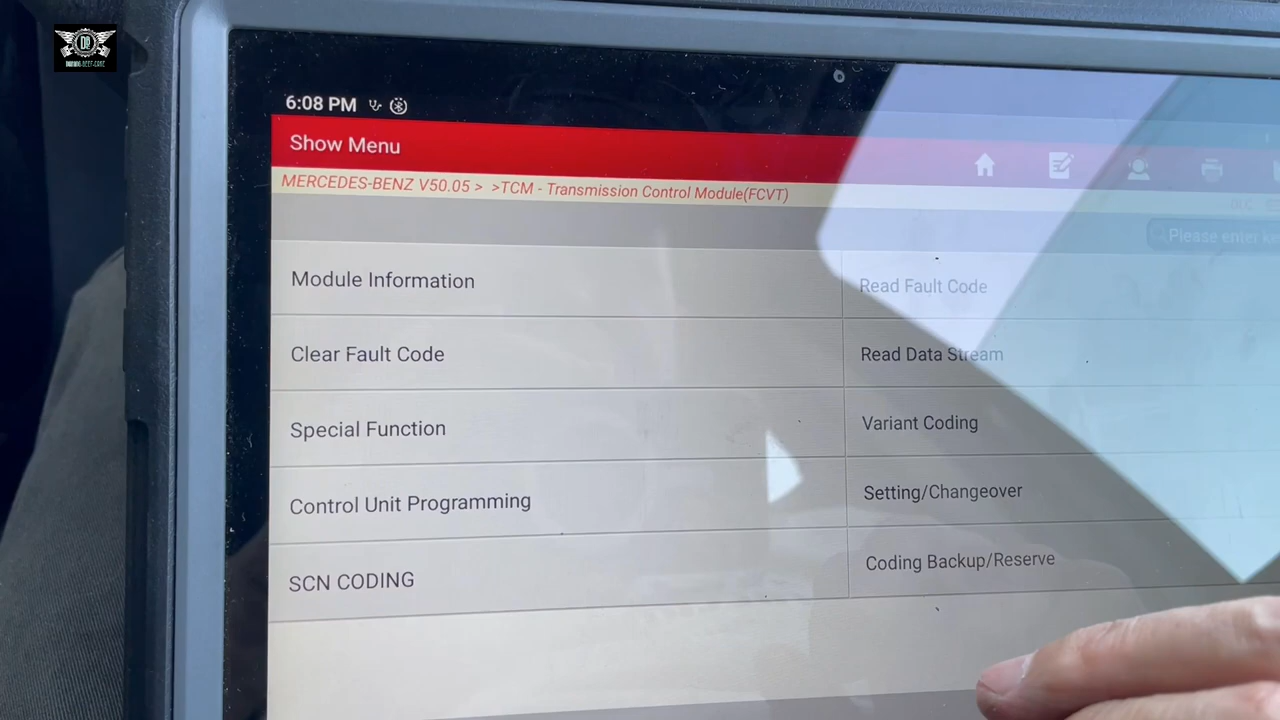 6:08 PM
Show Menu
MERCEDES-BENZ V50.05 > >TCM - Transmission Control Module(FCVT)
DLC
Please enter
Module Information
Read Fault Code
Clear Fault Code
Read Data Stream
Special Function
Variant Coding
Control Unit Programming
Setting/Changeover
SCN CODING
Coding Backup/Reserve